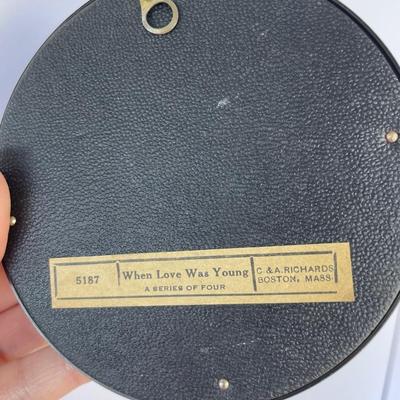 5187
When Love Was Young
A SERIES OF FOUR
C. & A. RICHARDS
BOSTON, MASS.